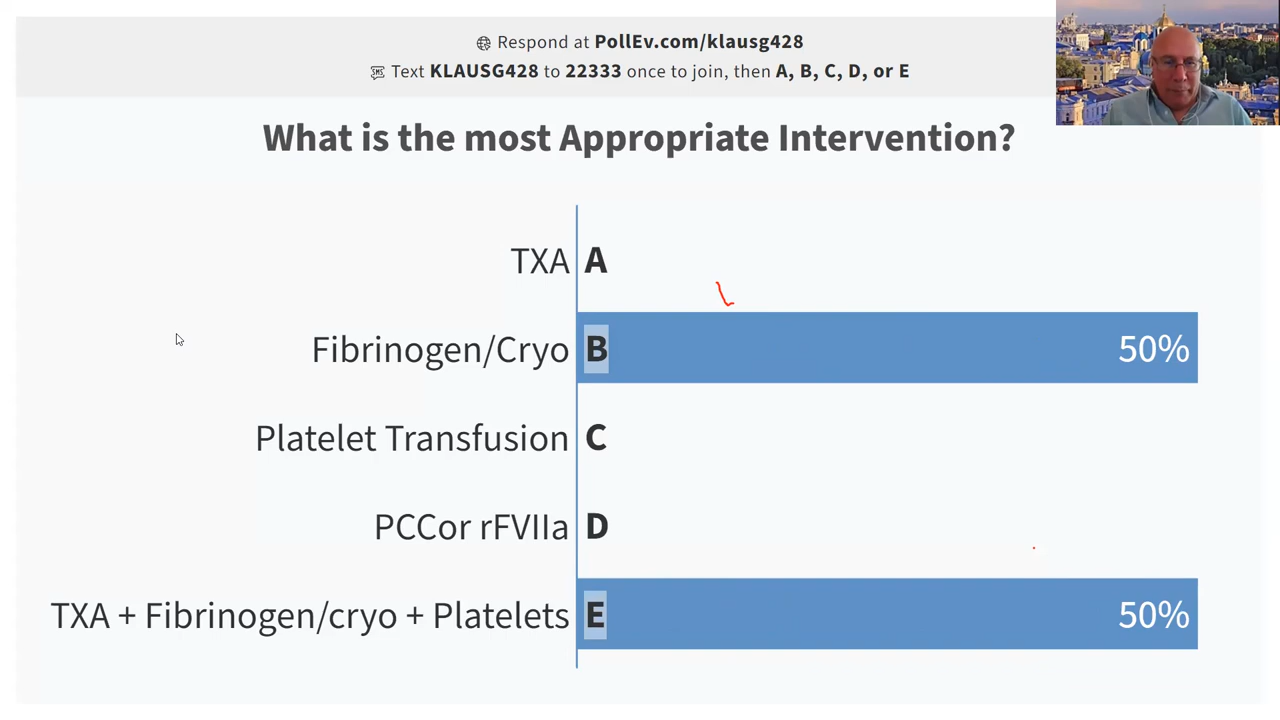 Respond at PollEv.com/klausg428
Text KLAUSG428 to 22333 once to join, then A, B, C, D, or E
What is the most Appropriate Intervention?
TXA A
Fibrinogen/Cryo B 50%
Platelet Transfusion C
PCCor rFVIIa D
TXA + Fibrinogen/cryo + Platelets E 50%